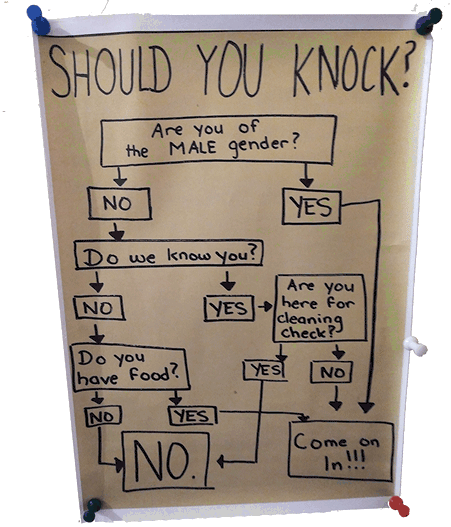 SHOULD YOU KNOCK?
Are you of
the MALE gender?
NO
YES
Do we know you?
NO
YES
Are you
here for
cleaning
check?
Do you
have food?
YES
NO
NO
YES
NO.
Come on
In!!!